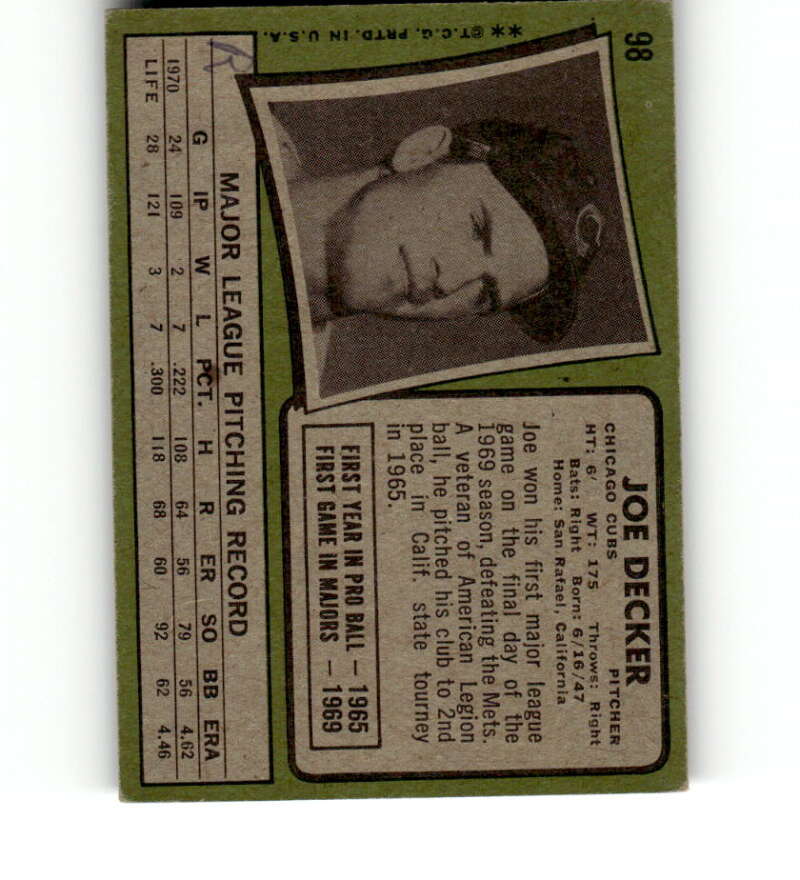 98
**©T.C.G. PRTD. IN U.S.A.
C
JOE DECKER
CHICAGO CUBS PITCHER
HT: 6' WT: 175 Throws: Right
Bats: Right Born: 6/16/47
Home: San Rafael, California
Joe won his first major league
game on the final day of the
1969 season, defeating the Mets.
A veteran of American Legion
ball, he pitched his club to 2nd
place in Calif. state tourney
in 1965.
FIRST YEAR IN PRO BALL — 1965
FIRST GAME IN MAJORS — 1969
MAJOR LEAGUE PITCHING RECORD
G IP W L PCT. H R ER SO BB ERA
1970 24 109 2 7 .222 108 64 56 79 56 4.62
LIFE 28 121 3 7 .300 118 68 60 92 62 4.46